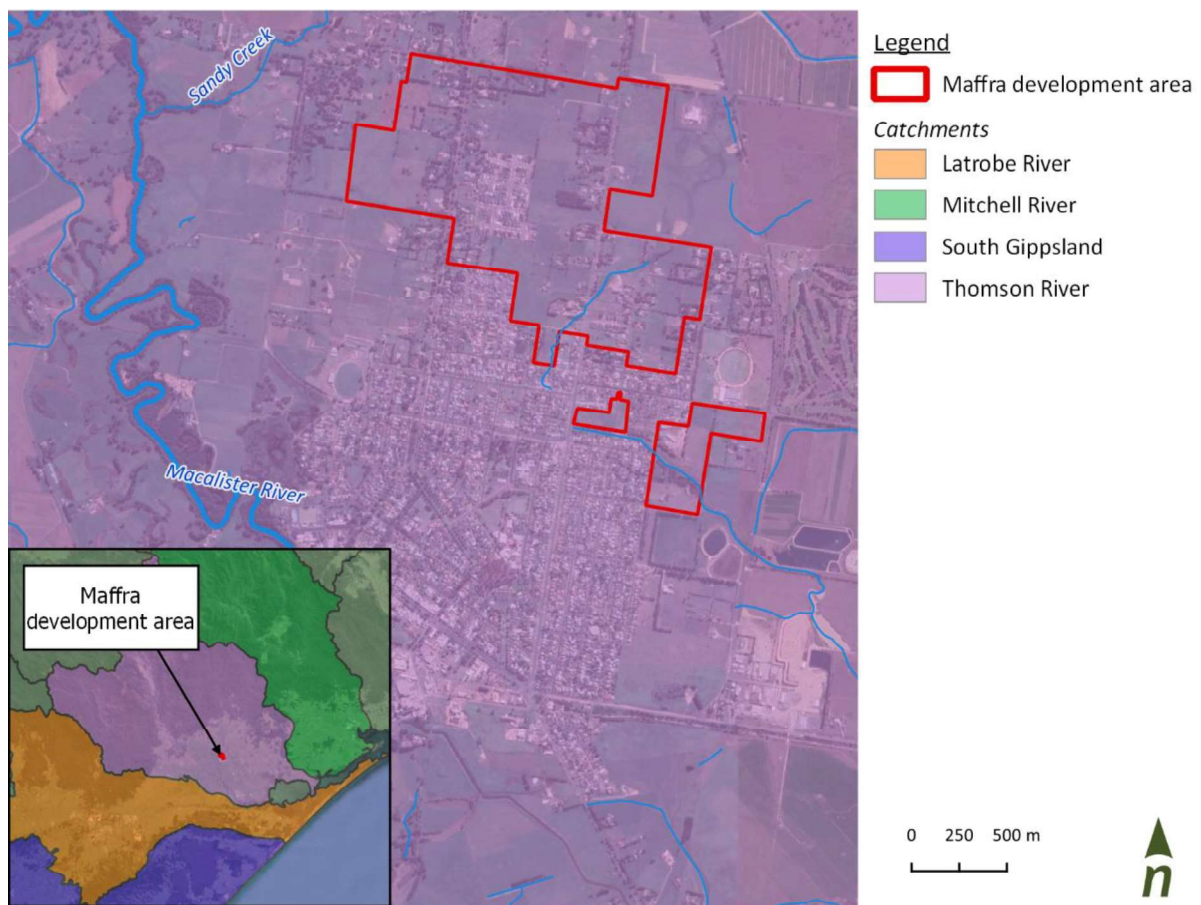 Sandy Creek
Macalister River
Maffra
development area
Legend
Maffra development area
Catchments
Latrobe River
Mitchell River
South Gippsland
Thomson River
0 250 500 m
n